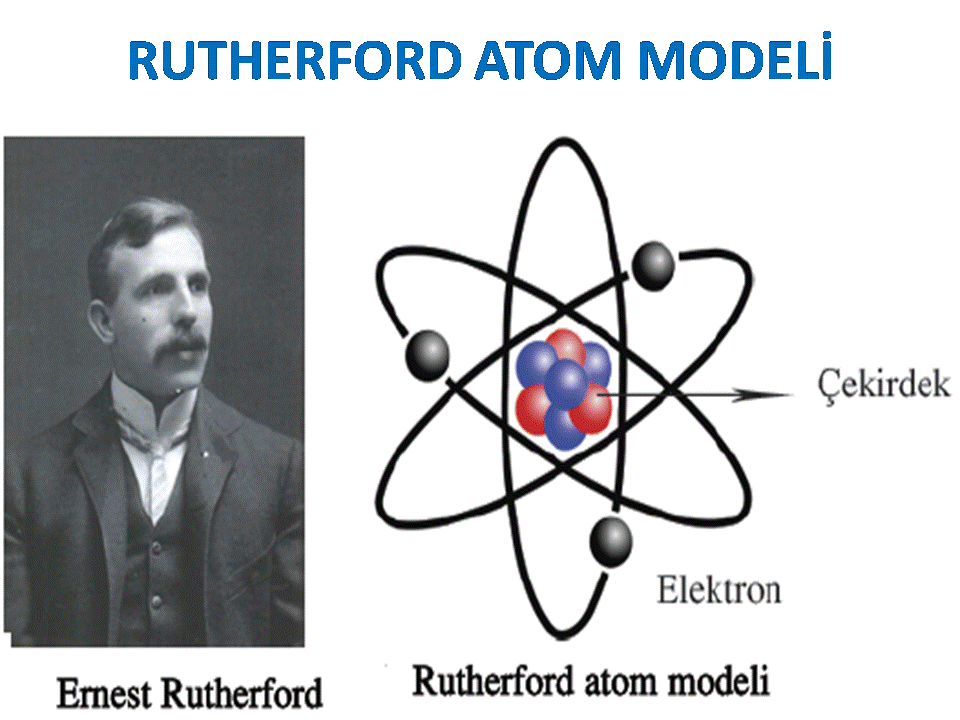 RUTHERFORD ATOM MODELİ
Çekirdek
Elektron
Ernest Rutherford
Rutherford atom modeli